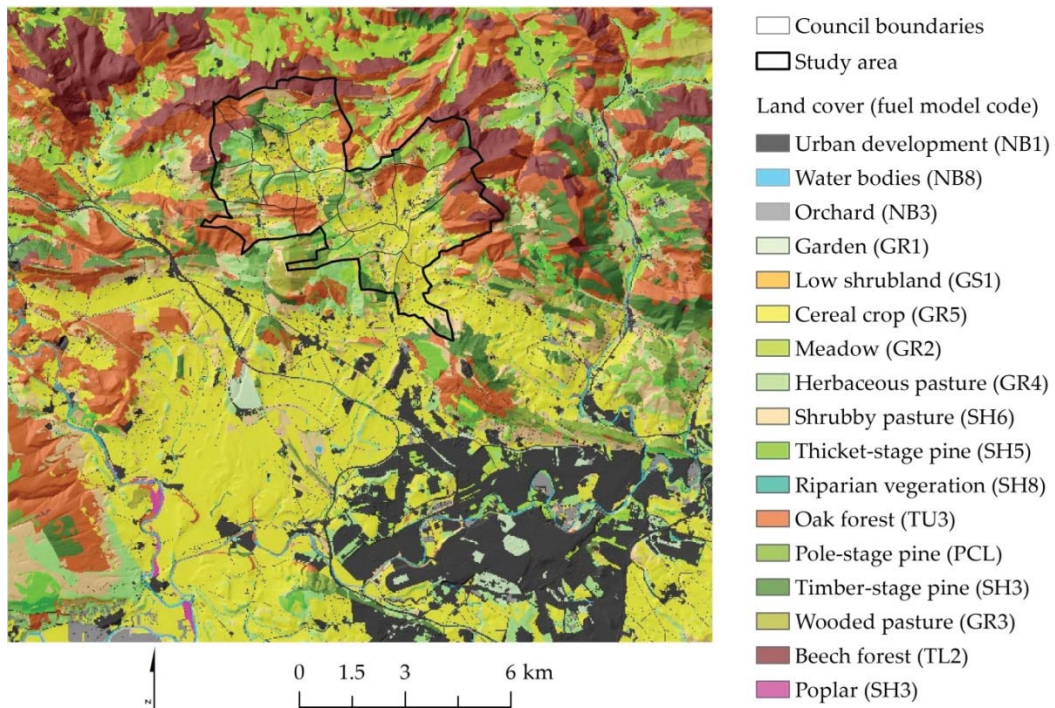 Council boundaries
Study area
Land cover (fuel model code)
Urban development (NB1)
Water bodies (NB8)
Orchard (NB3)
Garden (GR1)
Low shrubland (GS1)
Cereal crop (GR5)
Meadow (GR2)
Herbaceous pasture (GR4)
Shrubby pasture (SH6)
Thicket-stage pine (SH5)
Riparian vegeration (SH8)
Oak forest (TU3)
Pole-stage pine (PCL)
Timber-stage pine (SH3)
Wooded pasture (GR3)
Beech forest (TL2)
Poplar (SH3)
0 1.5 3 6 km
N